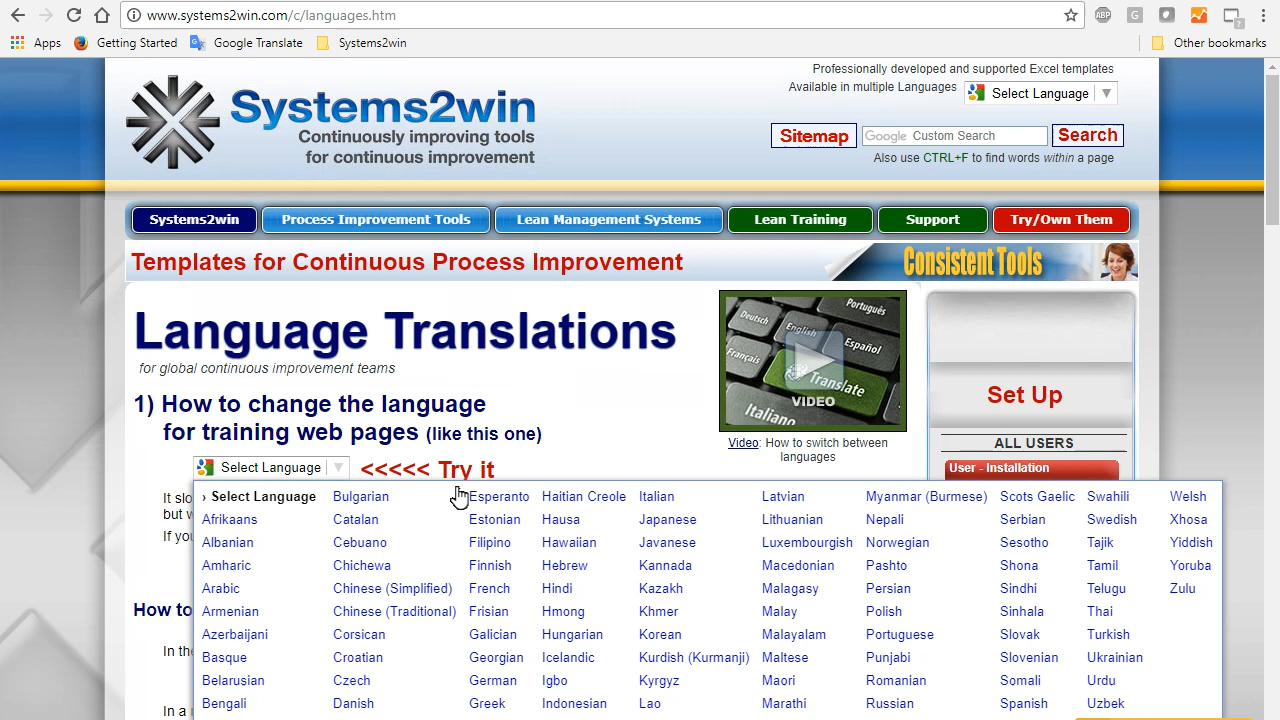 www.systems2win.com/c/languages.htm
Apps Getting Started Google Translate Systems2win Other bookmarks
Professionally developed and supported Excel templates
Available in multiple Languages Select Language ▼
Systems2win
Continuously improving tools
for continuous improvement
Sitemap Google Custom Search Search
Also use CTRL+F to find words within a page
Systems2win Process Improvement Tools Lean Management Systems Lean Training Support Try/Own Them
Templates for Continuous Process Improvement
Consistent Tools
Language Translations
for global continuous improvement teams
Deutsch English Português
Français Español
Translate
Italiano
VIDEO
Video: How to switch between
languages
1) How to change the language
for training web pages (like this one)
Select Language ▼ <<<<< Try it
Set Up
ALL USERS
User - Installation
It slo
but w
If you
How to
In the
In a
› Select Language Bulgarian Esperanto Haitian Creole Italian Latvian Myanmar (Burmese) Scots Gaelic Swahili Welsh
Afrikaans Catalan Estonian Hausa Japanese Lithuanian Nepali Serbian Swedish Xhosa
Albanian Cebuano Filipino Hawaiian Javanese Luxembourgish Norwegian Sesotho Tajik Yiddish
Amharic Chichewa Finnish Hebrew Kannada Macedonian Pashto Shona Tamil Yoruba
Arabic Chinese (Simplified) French Hindi Kazakh Malagasy Persian Sindhi Telugu Zulu
Armenian Chinese (Traditional) Frisian Hmong Khmer Malay Polish Sinhala Thai
Azerbaijani Corsican Galician Hungarian Korean Malayalam Portuguese Slovak Turkish
Basque Croatian Georgian Icelandic Kurdish (Kurmanji) Maltese Punjabi Slovenian Ukrainian
Belarusian Czech German Igbo Kyrgyz Maori Romanian Somali Urdu
Bengali Danish Greek Indonesian Lao Marathi Russian Spanish Uzbek